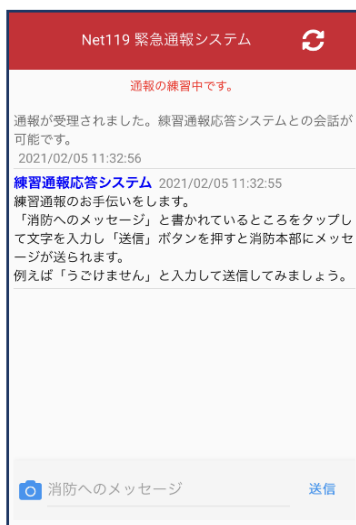 Net119 緊急通報システム
通報の練習中です。
通報が受理されました。練習通報応答システムとの会話が
可能です。
2021/02/05 11:32:56
練習通報応答システム 2021/02/05 11:32:55
練習通報のお手伝いをします。
「消防へのメッセージ」と書かれているところをタップし
て文字を入力し「送信」ボタンを押すと消防本部にメッセ
ージが送られます。
例えば「うごけません」と入力して送信してみましょう。
消防へのメッセージ 送信